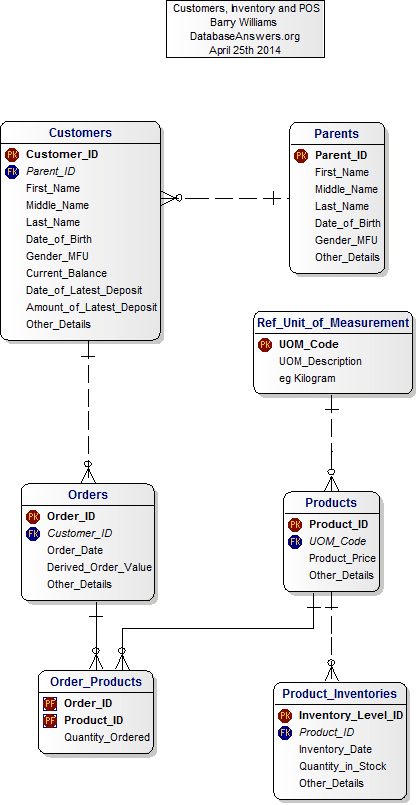 Customers, Inventory and POS
Barry Williams
DatabaseAnswers.org
April 25th 2014
Customers
PK Customer_ID
FK Parent_ID
First_Name
Middle_Name
Last_Name
Date_of_Birth
Gender_MFU
Current_Balance
Date_of_Latest_Deposit
Amount_of_Latest_Deposit
Other_Details
Parents
PK Parent_ID
First_Name
Middle_Name
Last_Name
Date_of_Birth
Gender_MFU
Other_Details
Ref_Unit_of_Measurement
PK UOM_Code
UOM_Description
eg Kilogram
Orders
PK Order_ID
FK Customer_ID
Order_Date
Derived_Order_Value
Other_Details
Products
PK Product_ID
FK UOM_Code
Product_Price
Other_Details
Order_Products
PF Order_ID
PF Product_ID
Quantity_Ordered
Product_Inventories
PK Inventory_Level_ID
FK Product_ID
Inventory_Date
Quantity_in_Stock
Other_Details